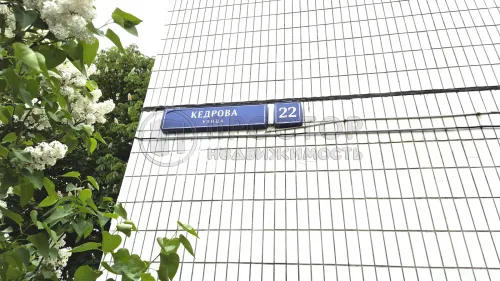 КЕДРОВА
УЛИЦА
22
НЕДВИЖИМОСТЬ